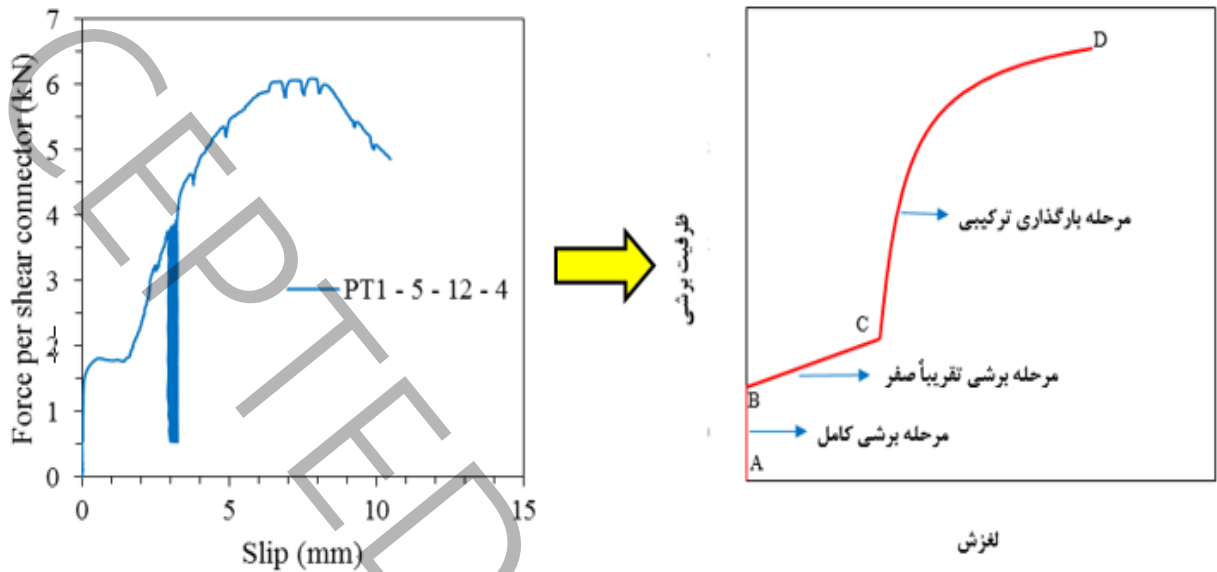 Force per shear connector (kN)
7
6
5
4
3
2
1
0
0 5 10 15
Slip (mm)
PT1 - 5 - 12 - 4
CEPTED
ظرفیت برشی
D
مرحله بارگذاری ترکیبی
C
مرحله برشی تقریباً صفر
B
مرحله برشی کامل
A
لغزش